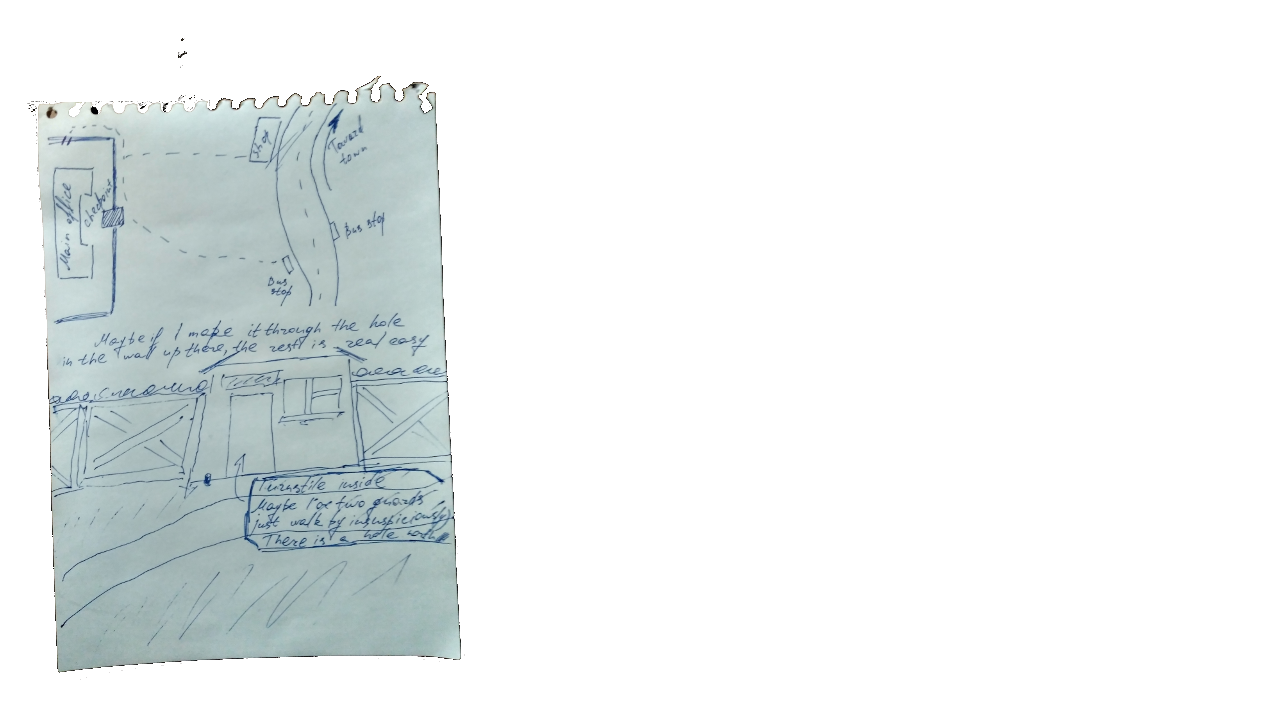 Shop
Toward
town
Main office
checkpoint
Bus stop
Bus
stop
Maybe if I make it through the hole
in the wall up there, the rest is real easy
Turnstile inside
Maybe 1 or two guards
just walk by insuspiciously
There is a hole